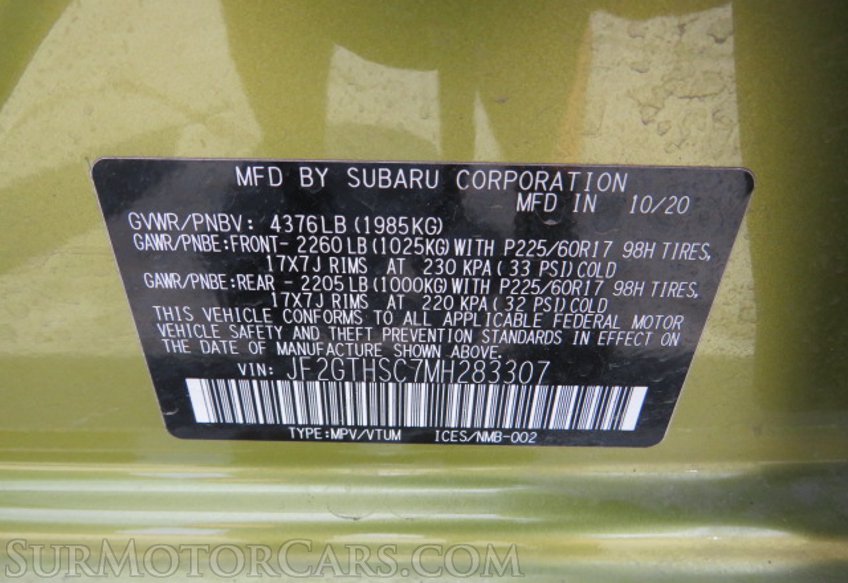 MFD BY SUBARU CORPORATION
MFD IN 10/20
GVWR/PNBV: 4376LB (1985KG)
GAWR/PNBE:FRONT- 2260 LB (1025KG) WITH P225/60R17 98H TIRES,
17X7J RIMS AT 230 KPA ( 33 PSI) COLD
GAWR/PNBE:REAR - 2205 LB (1000KG) WITH P225/60R17 98H TIRES,
17X7J RIMS AT 220 KPA ( 32 PSI) COLD
THIS VEHICLE CONFORMS TO ALL APPLICABLE FEDERAL MOTOR
VEHICLE SAFETY AND THEFT PREVENTION STANDARDS IN EFFECT ON
THE DATE OF MANUFACTURE SHOWN ABOVE.
VIN: JF2GTHSC7MH283307
TYPE:MPV/VTUM ICES/NMB-002
SurMotorCars.com